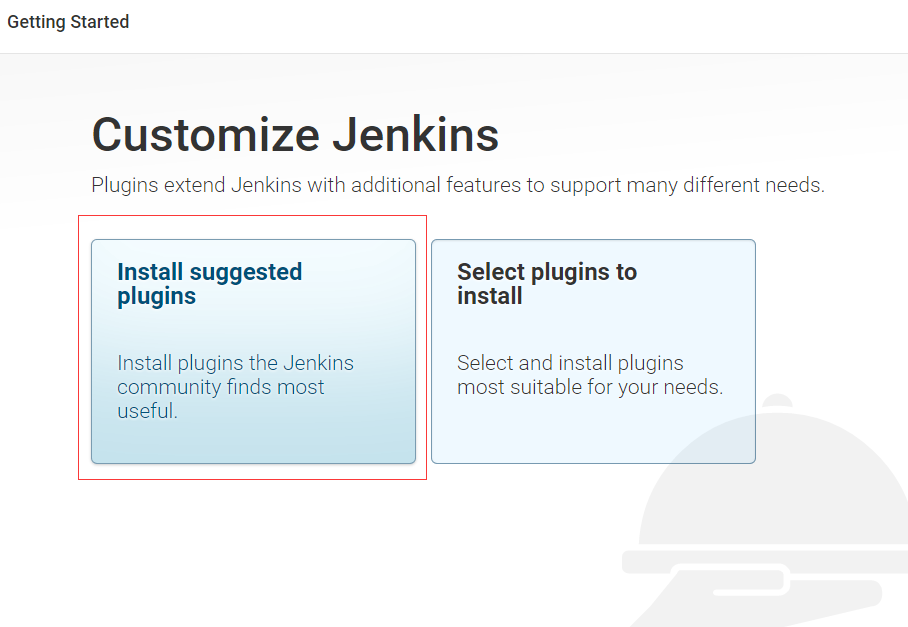 Getting Started
Customize Jenkins
Plugins extend Jenkins with additional features to support many different needs.
Install suggested
plugins
Install plugins the Jenkins
community finds most
useful.
Select plugins to
install
Select and install plugins
most suitable for your needs.